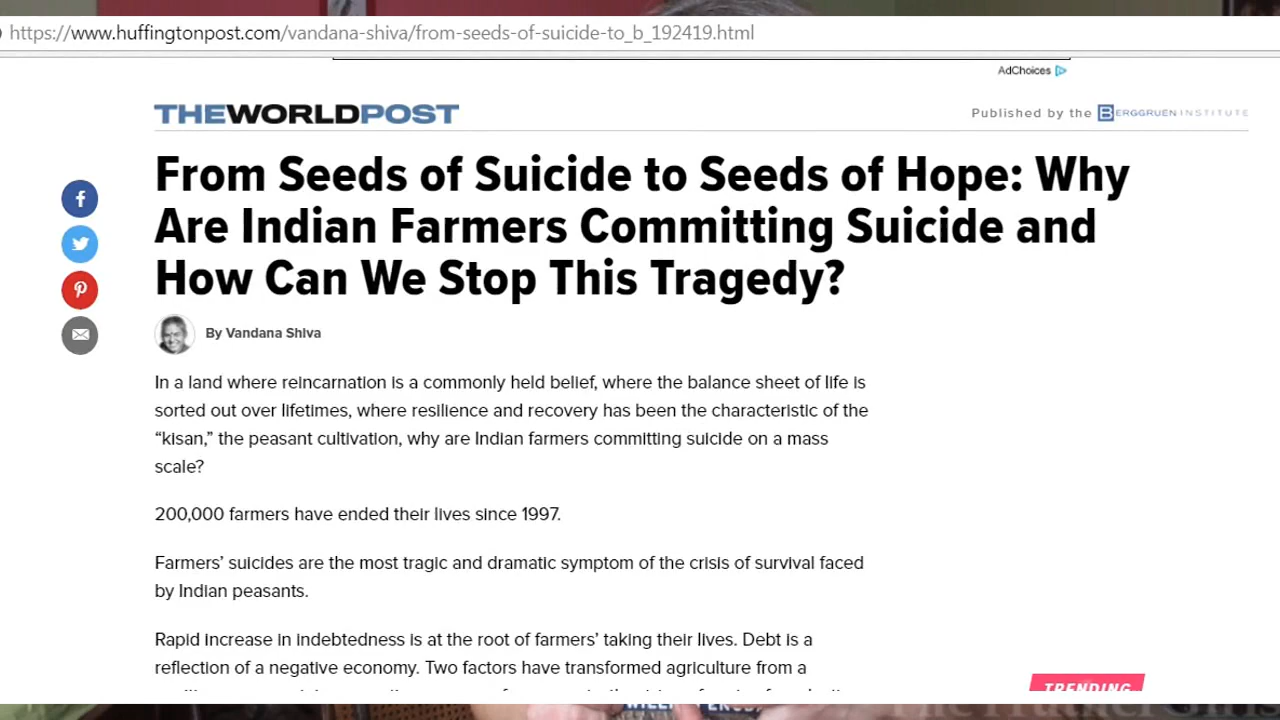 https://www.huffingtonpost.com/vandana-shiva/from-seeds-of-suicide-to_b_192419.html
AdChoices
THEWORLDPOST
Published by the BERGGRUEN INSTITUTE
From Seeds of Suicide to Seeds of Hope: Why
Are Indian Farmers Committing Suicide and
How Can We Stop This Tragedy?
By Vandana Shiva
In a land where reincarnation is a commonly held belief, where the balance sheet of life is
sorted out over lifetimes, where resilience and recovery has been the characteristic of the
“kisan,” the peasant cultivation, why are Indian farmers committing suicide on a mass
scale?
200,000 farmers have ended their lives since 1997.
Farmers’ suicides are the most tragic and dramatic symptom of the crisis of survival faced
by Indian peasants.
Rapid increase in indebtedness is at the root of farmers’ taking their lives. Debt is a
reflection of a negative economy. Two factors have transformed agriculture from a
TRENDING